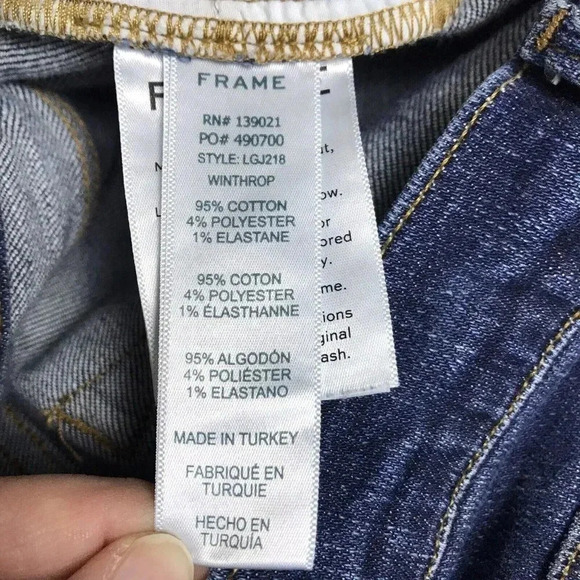 FRAME
RN# 139021
PO# 490700
STYLE: LGJ218
WINTHROP
95% COTTON
4% POLYESTER
1% ELASTANE
95% COTON
4% POLYESTER
1% ÉLASTHANNE
95% ALGODÓN
4% POLIÉSTER
1% ELASTANO
MADE IN TURKEY
FABRIQUÉ EN
TURQUIE
HECHO EN
TURQUÍA